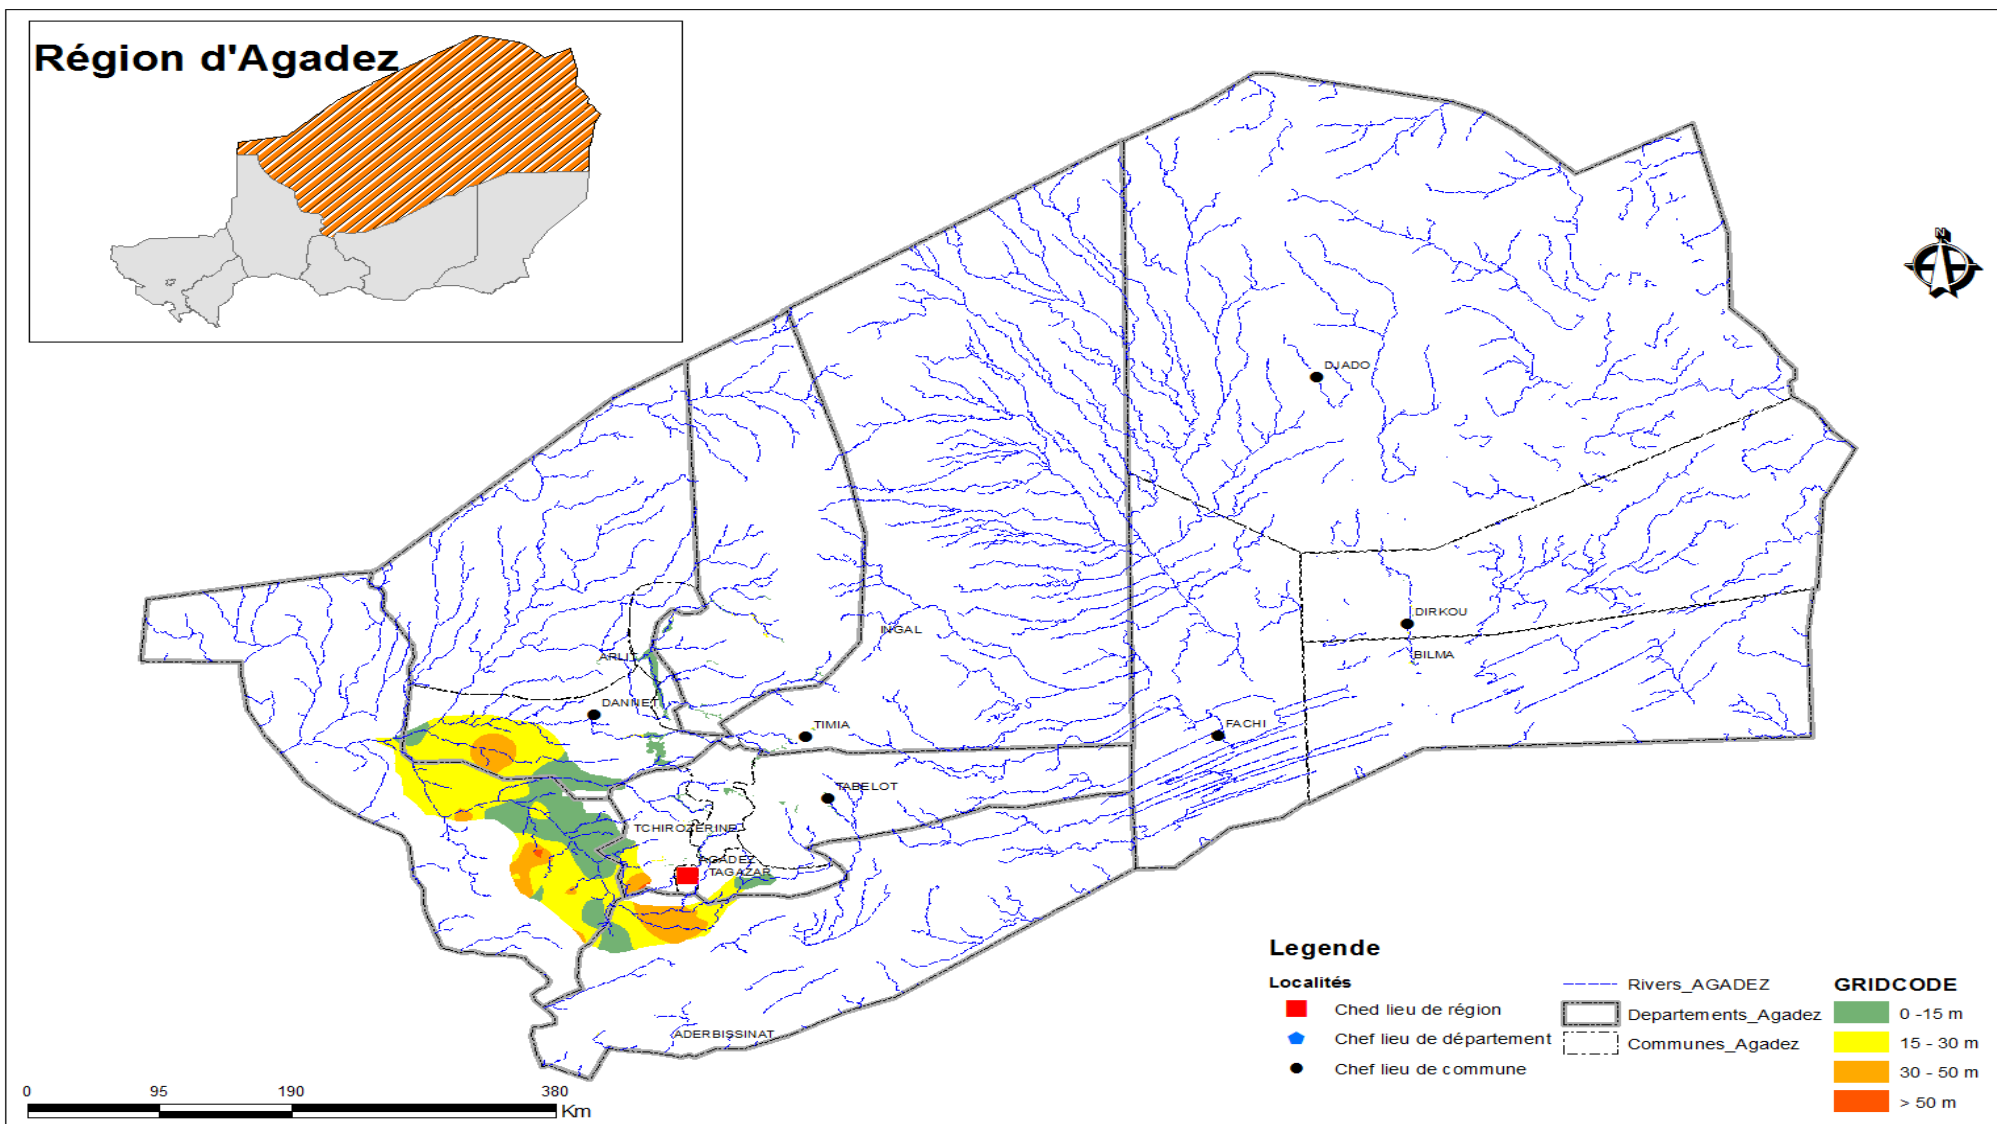 Région d'Agadez
N
DJADO
DIRKOU
BILMA
INGAL
ARLIT
DANNET
TIMIA
FACHI
TABELOT
TCHIROZERINE
AGADEZ
TAGAZAR
ADERBISSINAT
Legende
Localités
Ched lieu de région
Chef lieu de département
Chef lieu de commune
Rivers_AGADEZ
Departements_Agadez
Communes_Agadez
GRIDCODE
0 -15 m
15 - 30 m
30 - 50 m
> 50 m
0 95 190 380
Km